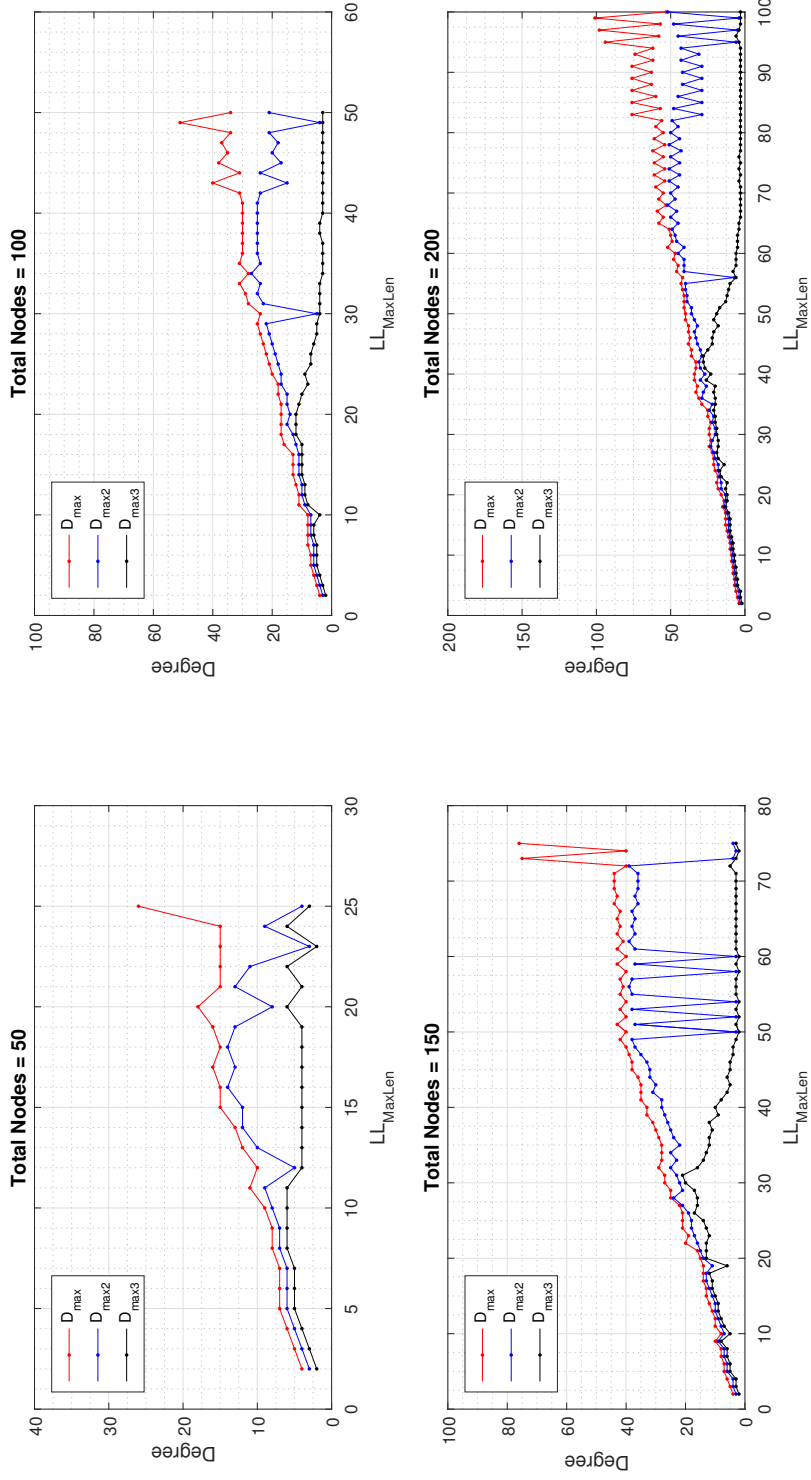 Total Nodes = 50
Degree
40
30
20
10
0
D_max
D_max2
D_max3
0 5 10 15 20 25 30
LL_MaxLen
Total Nodes = 100
Degree
100
80
60
40
20
0
D_max
D_max2
D_max3
0 10 20 30 40 50 60
LL_MaxLen
Total Nodes = 150
Degree
100
80
60
40
20
0
D_max
D_max2
D_max3
0 10 20 30 40 50 60 70 80
LL_MaxLen
Total Nodes = 200
Degree
200
150
100
50
0
D_max
D_max2
D_max3
0 10 20 30 40 50 60 70 80 90 100
LL_MaxLen